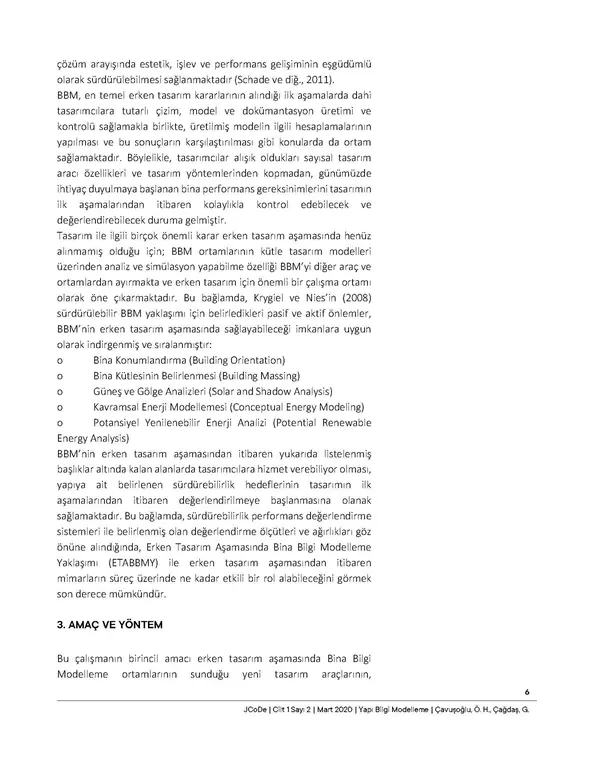 çözüm arayışında estetik, işlev ve performans gelişiminin eşgüdümlü
olarak sürdürülebilmesi sağlanmaktadır (Schade ve diğ., 2011).
BBM, en temel erken tasarım kararlarının alındığı ilk aşamalarda dahi
tasarımcılara tutarlı çizim, model ve dokümantasyon üretimi ve
kontrolü sağlamakla birlikte, üretilmiş modelin ilgili hesaplamalarının
yapılması ve bu sonuçların karşılaştırılması gibi konularda da ortam
sağlamaktadır. Böylelikle, tasarımcılar alışık oldukları sayısal tasarım
aracı özellikleri ve tasarım yöntemlerinden kopmadan, günümüzde
ihtiyaç duyulmaya başlanan bina performans gereksinimlerini tasarımın
ilk aşamalarından itibaren kolaylıkla kontrol edebilecek ve
değerlendirebilecek duruma gelmiştir.
Tasarım ile ilgili birçok önemli karar erken tasarım aşamasında henüz
alınmamış olduğu için; BBM ortamlarının kütle tasarım modelleri
üzerinden analiz ve simülasyon yapabilme özelliği BBM'yi diğer araç ve
ortamlardan ayırmakta ve erken tasarım için önemli bir çalışma ortamı
olarak öne çıkarmaktadır. Bu bağlamda, Krygiel ve Nies'in (2008)
sürdürülebilir BBM yaklaşımı için belirledikleri pasif ve aktif önlemler,
BBM'nin erken tasarım aşamasında sağlayabileceği imkanlara uygun
olarak indirgenmiş ve sıralanmıştır:
o Bina Konumlandırma (Building Orientation)
o Bina Kütlesinin Belirlenmesi (Building Massing)
o Güneş ve Gölge Analizleri (Solar and Shadow Analysis)
o Kavramsal Enerji Modellemesi (Conceptual Energy Modeling)
o Potansiyel Yenilenebilir Enerji Analizi (Potential Renewable
Energy Analysis)
BBM'nin erken tasarım aşamasından itibaren yukarıda listelenmiş
başlıklar altında kalan alanlarda tasarımcılara hizmet verebiliyor olması,
yapıya ait belirlenen sürdürebilirlik hedeflerinin tasarımın ilk
aşamalarından itibaren değerlendirilmeye başlanmasına olanak
sağlamaktadır. Bu bağlamda, sürdürebilirlik performans değerlendirme
sistemleri ile belirlenmiş olan değerlendirme ölçütleri ve ağırlıkları göz
önüne alındığında, Erken Tasarım Aşamasında Bina Bilgi Modelleme
Yaklaşımı (ETABBMY) ile erken tasarım aşamasından itibaren
mimarların süreç üzerinde ne kadar etkili bir rol alabileceğini görmek
son derece mümkündür.
3. AMAÇ VE YÖNTEM
Bu çalışmanın birincil amacı erken tasarım aşamasında Bina Bilgi
Modelleme ortamlarının sunduğu yeni tasarım araçlarının,
6
JCoDe | Cilt 1 Sayı 2 | Mart 2020 | Yapı Bilgi Modelleme | Çavuşoğlu, Ö. H., Çağdaş, G.